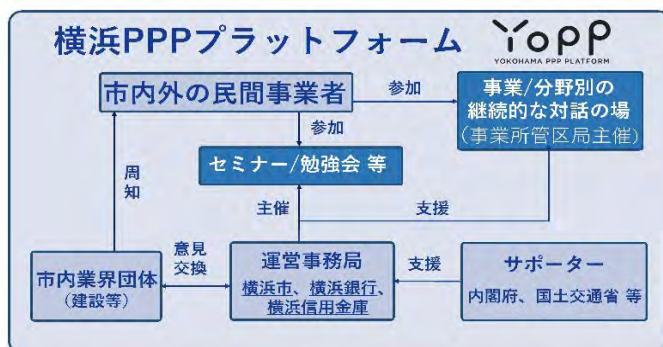 横浜PPPプラットフォーム
YoPP
YOKOHAMA PPP PLATFORM
市内外の民間事業者
参加
事業/分野別の
継続的な対話の場
(事業所管区局主催)
参加
セミナー/勉強会 等
周知
主催
支援
市内業界団体
(建設等)
意見
交換
運営事務局
横浜市、横浜銀行、
横浜信用金庫
支援
サポーター
内閣府、国土交通省 等